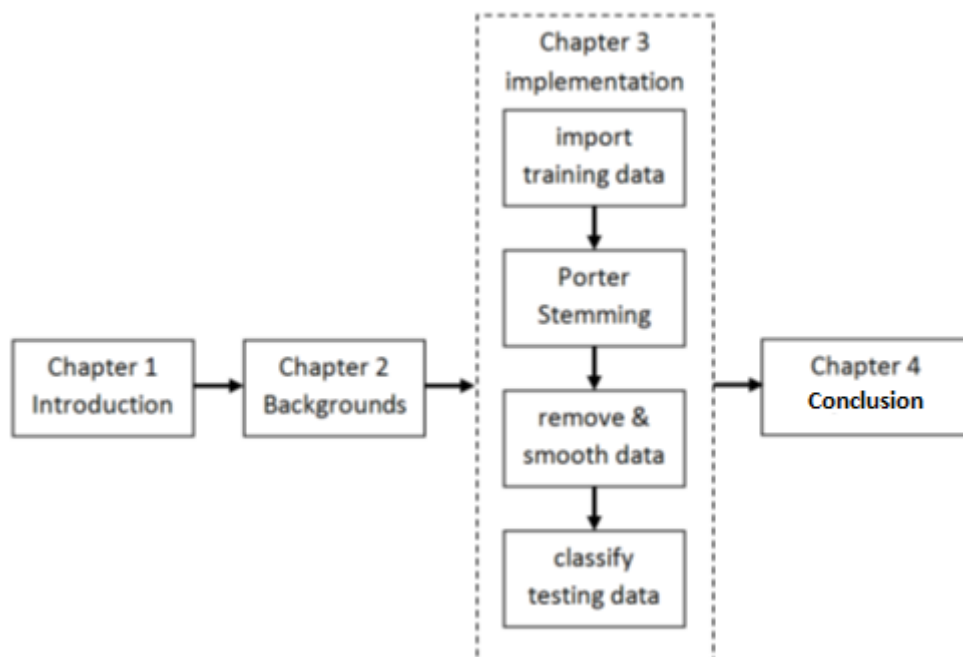 Chapter 1
Introduction
Chapter 2
Backgrounds
Chapter 3
implementation
import
training data
Porter
Stemming
remove &
smooth data
classify
testing data
Chapter 4
Conclusion